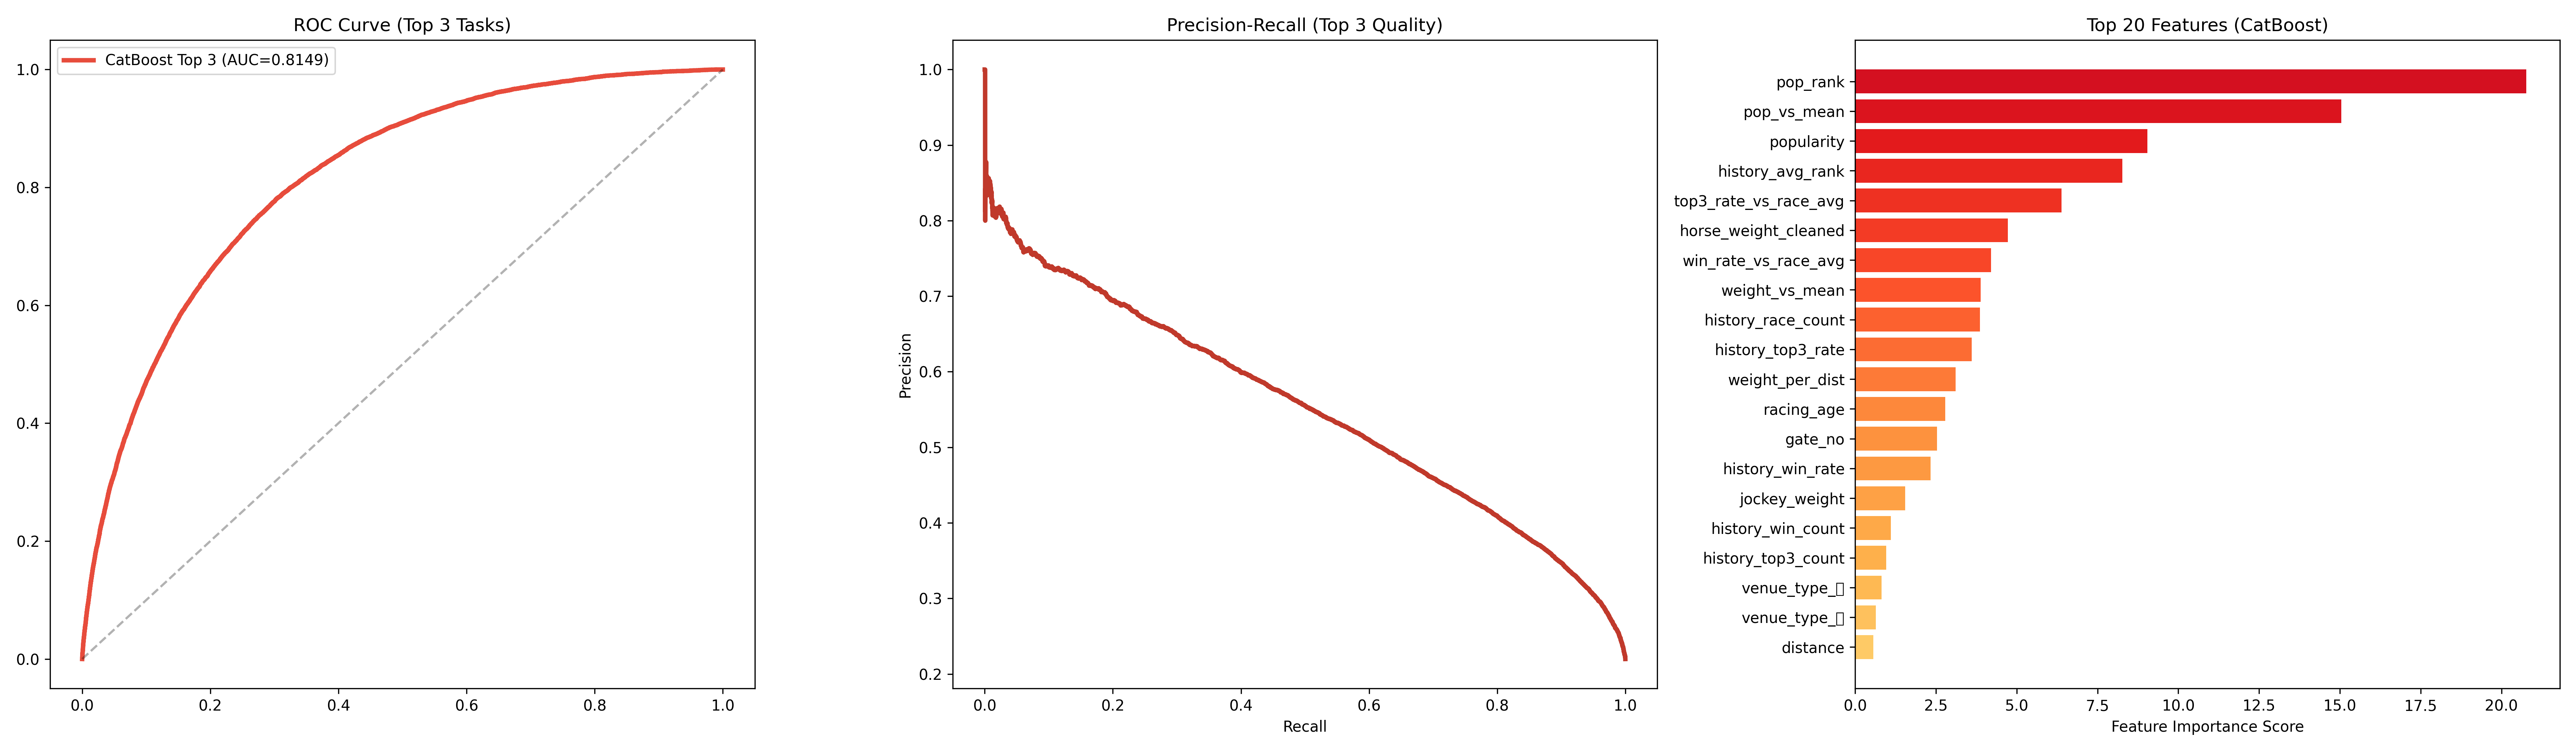 ROC Curve (Top 3 Tasks)
CatBoost Top 3 (AUC=0.8149)
1.0
0.8
0.6
0.4
0.2
0.0
0.0 0.2 0.4 0.6 0.8 1.0
Precision-Recall (Top 3 Quality)
Precision
1.0
0.9
0.8
0.7
0.6
0.5
0.4
0.3
0.2
0.0 0.2 0.4 0.6 0.8 1.0
Recall
Top 20 Features (CatBoost)
pop_rank
pop_vs_mean
popularity
history_avg_rank
top3_rate_vs_race_avg
horse_weight_cleaned
win_rate_vs_race_avg
weight_vs_mean
history_race_count
history_top3_rate
weight_per_dist
racing_age
gate_no
history_win_rate
jockey_weight
history_win_count
history_top3_count
venue_type_
venue_type_
distance
0.0 2.5 5.0 7.5 10.0 12.5 15.0 17.5 20.0
Feature Importance Score